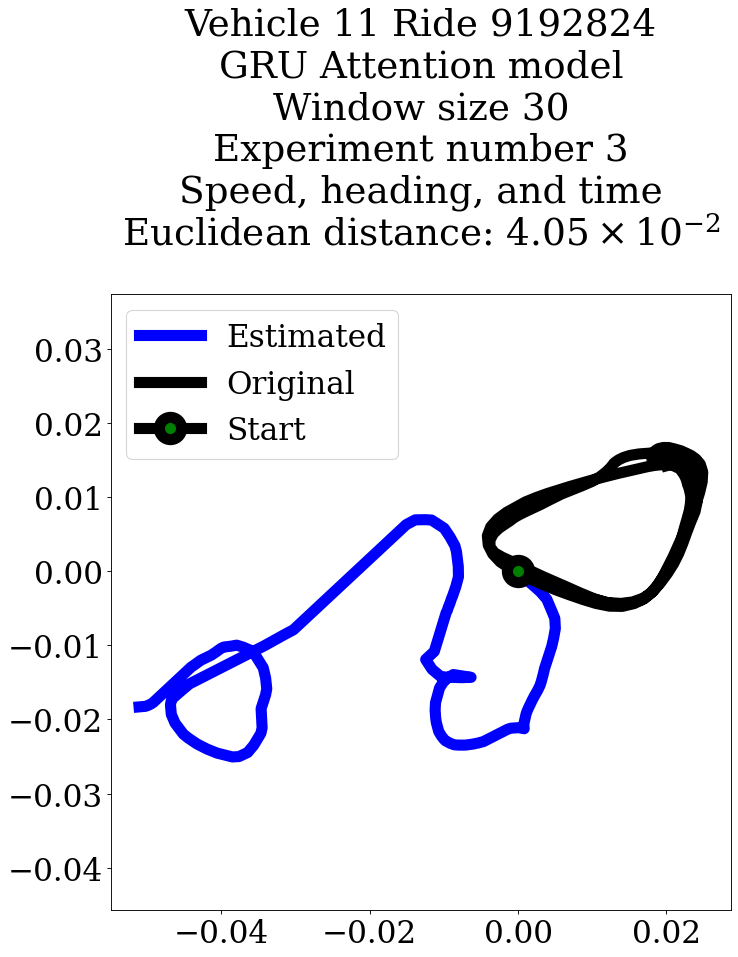 Vehicle 11 Ride 9192824
GRU Attention model
Window size 30
Experiment number 3
Speed, heading, and time
Euclidean distance: 4.05 × 10⁻²
Estimated
Original
Start
0.03
0.02
0.01
0.00
−0.01
−0.02
−0.03
−0.04
−0.04 −0.02 0.00 0.02